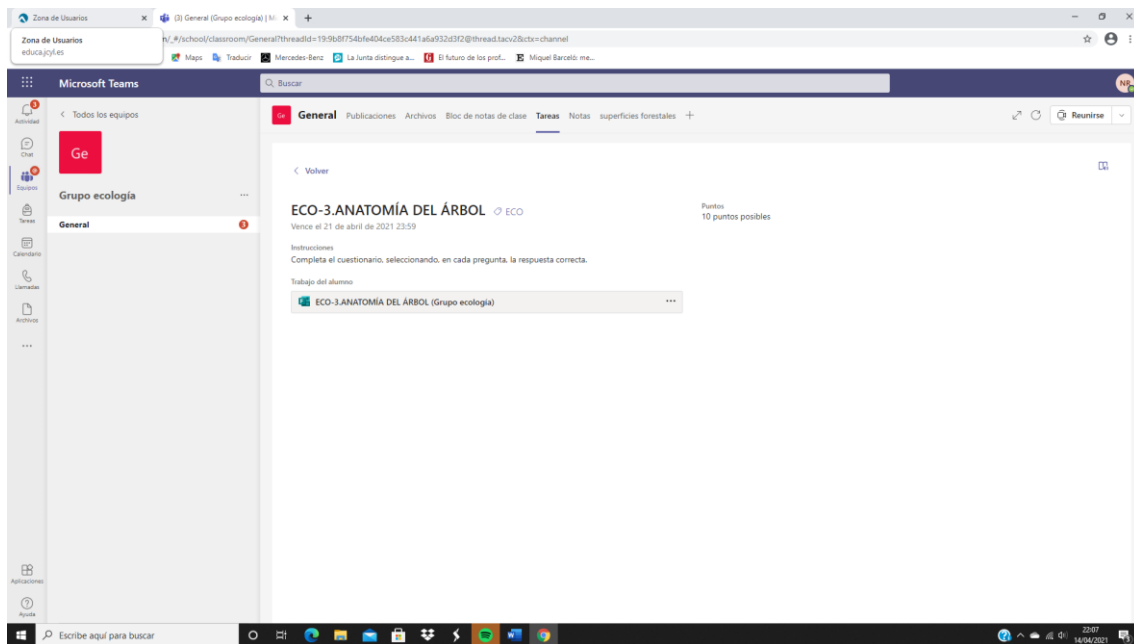 Zona de Usuarios
(3) General (Grupo ecología) | Mi
Zona de Usuarios
educa.jcyl.es
n/_#/school/classroom/General?threadId=19:9b8f754bfe404ce583c441a6a932d3f2@thread.tacv2&ctx=channel
Maps
Traducir
Mercedes-Benz
La Junta distingue a...
El futuro de los prof...
Miquel Barceló: me...
Microsoft Teams
Buscar
NR
Actividad
3
Chat
Equipos
Tareas
Calendario
Llamadas
Archivos
Aplicaciones
Ayuda
Todos los equipos
Ge
Grupo ecología
General
3
Ge
General Publicaciones Archivos Bloc de notas de clase Tareas Notas superficies forestales +
Reunirse
Volver
ECO-3.ANATOMÍA DEL ÁRBOL ECO
Vence el 21 de abril de 2021 23:59
Puntos
10 puntos posibles
Instrucciones
Completa el cuestionario, seleccionando, en cada pregunta, la respuesta correcta.
Trabajo del alumno
ECO-3.ANATOMÍA DEL ÁRBOL (Grupo ecología)
Escribe aquí para buscar
22:07
14/04/2021